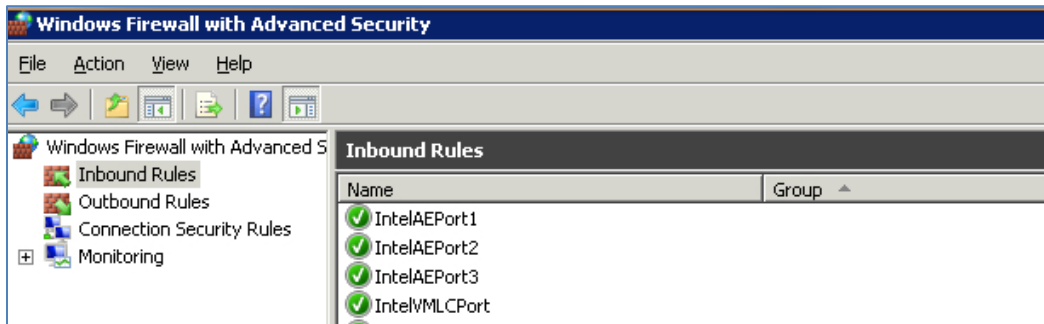 Windows Firewall with Advanced Security
File Action View Help
Windows Firewall with Advanced S
Inbound Rules
Outbound Rules
Connection Security Rules
Monitoring
Inbound Rules
Name Group
IntelAEPort1
IntelAEPort2
IntelAEPort3
IntelVMLCPort